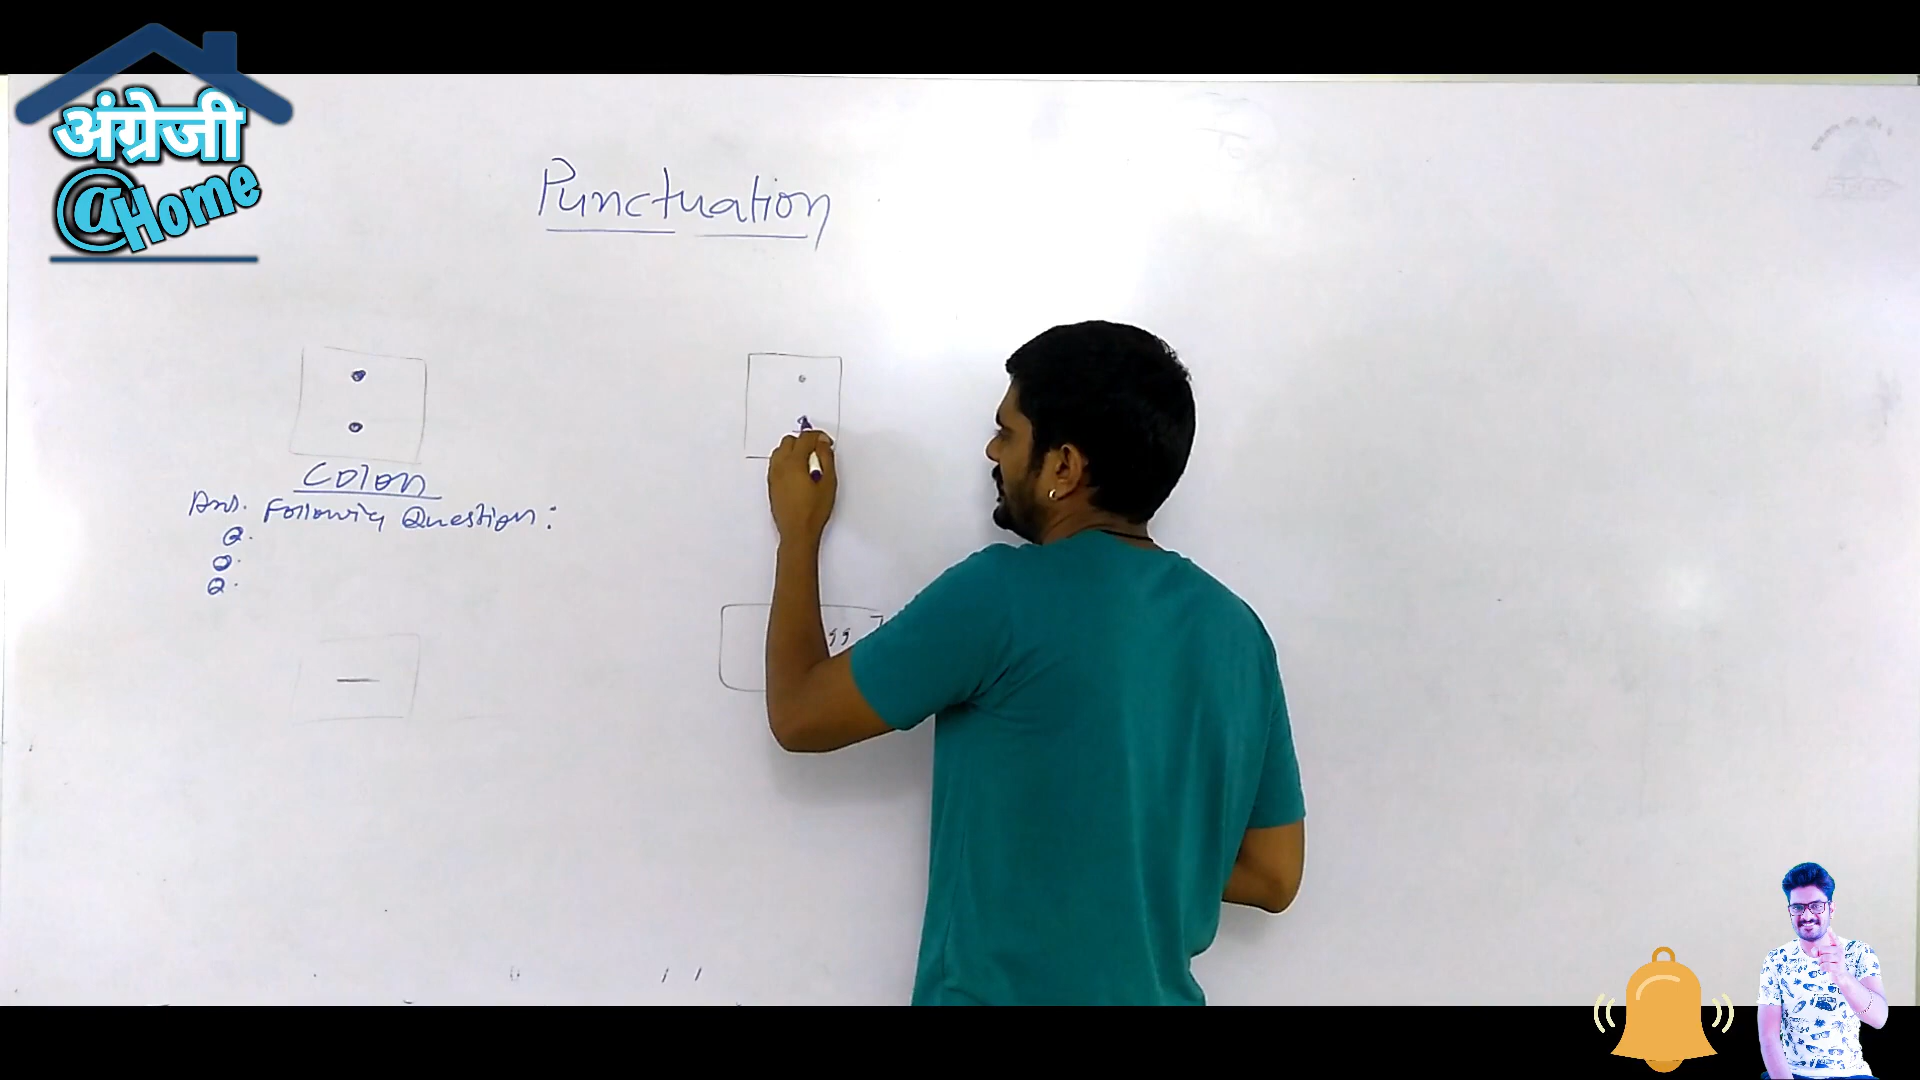 अंग्रेजी
@Home
Punctuation
:
Colon
Ans. Following Question:
Q.
Q.
Q.
—